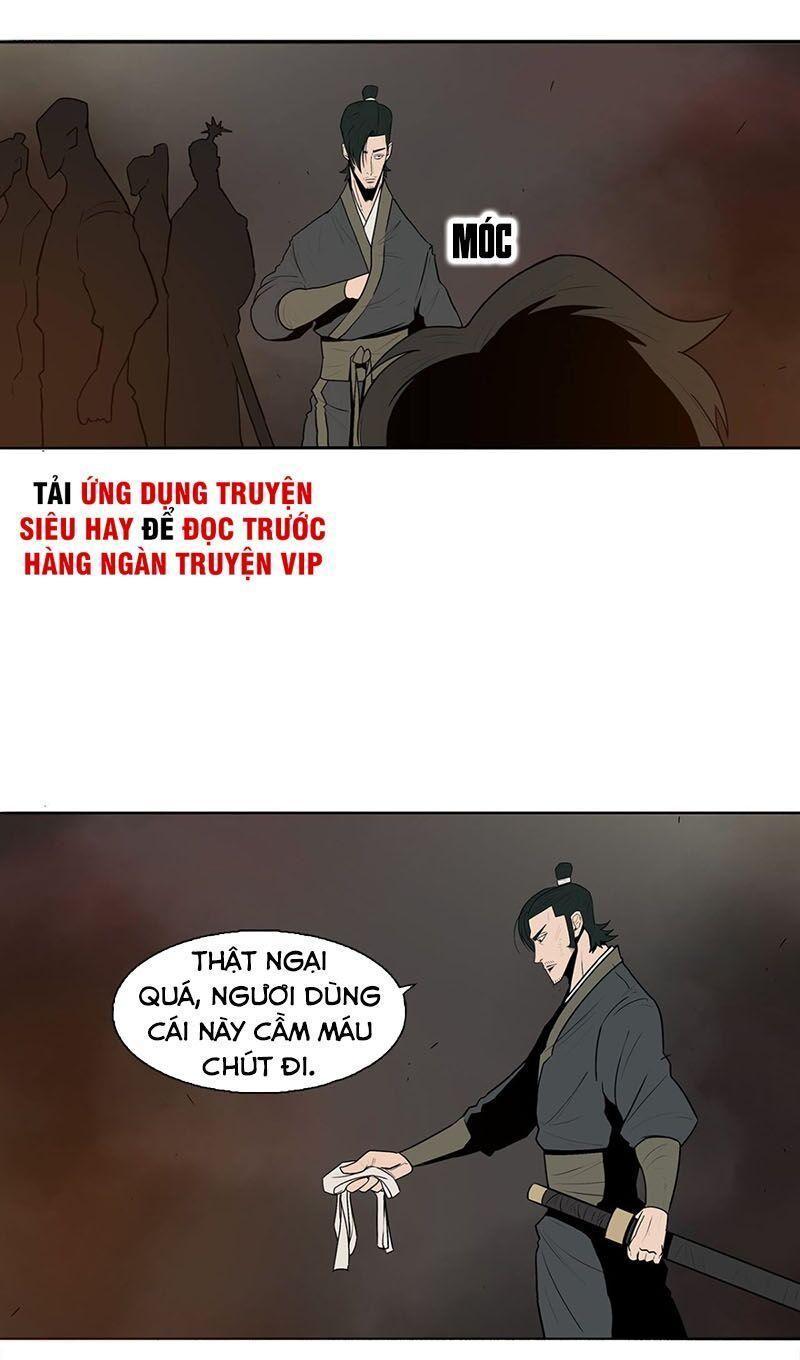 MÓC
TẢI ỨNG DỤNG TRUYỆN
SIÊU HAY ĐỂ ĐỌC TRƯỚC
HÀNG NGÀN TRUYỆN VIP
THẬT NGẠI
QUÁ, NGƯƠI DÙNG
CÁI NÀY CẦM MÁU
CHÚT ĐI.